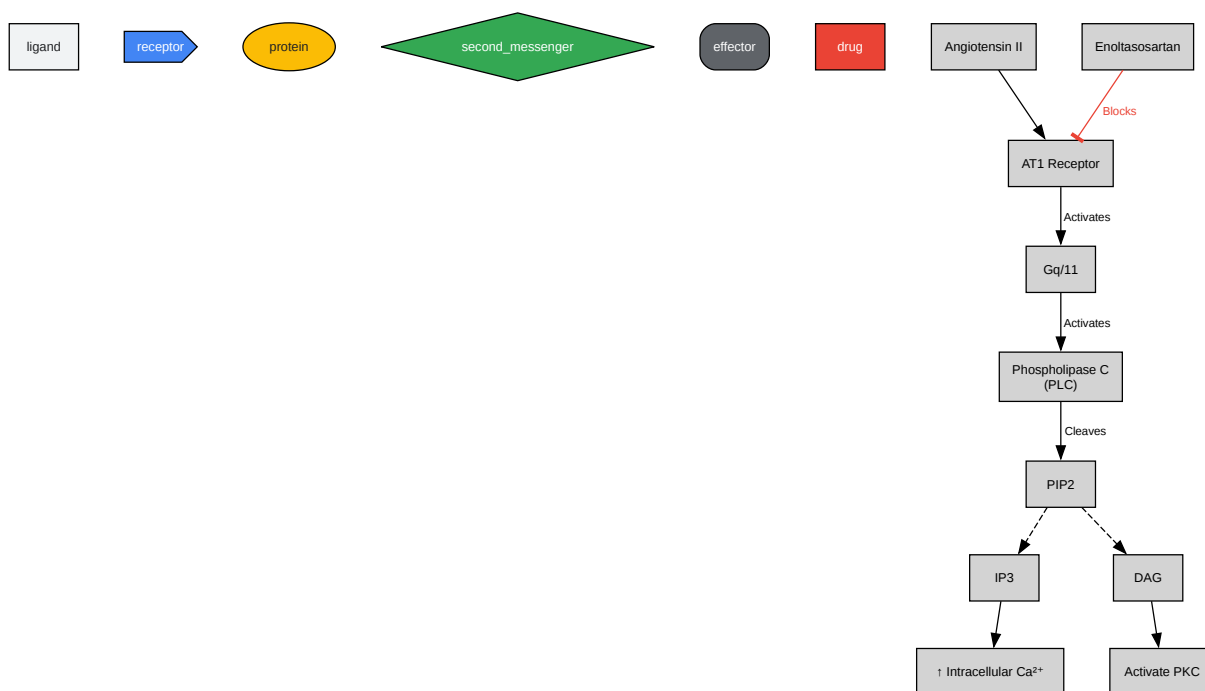 ligand
receptor
protein
second_messenger
effector
drug
Angiotensin II
Enoltasosartan
Blocks
AT1 Receptor
Activates
Gq/11
Activates
Phospholipase C
(PLC)
Cleaves
PIP2
IP3
DAG
↑ Intracellular Ca²⁺
Activate PKC